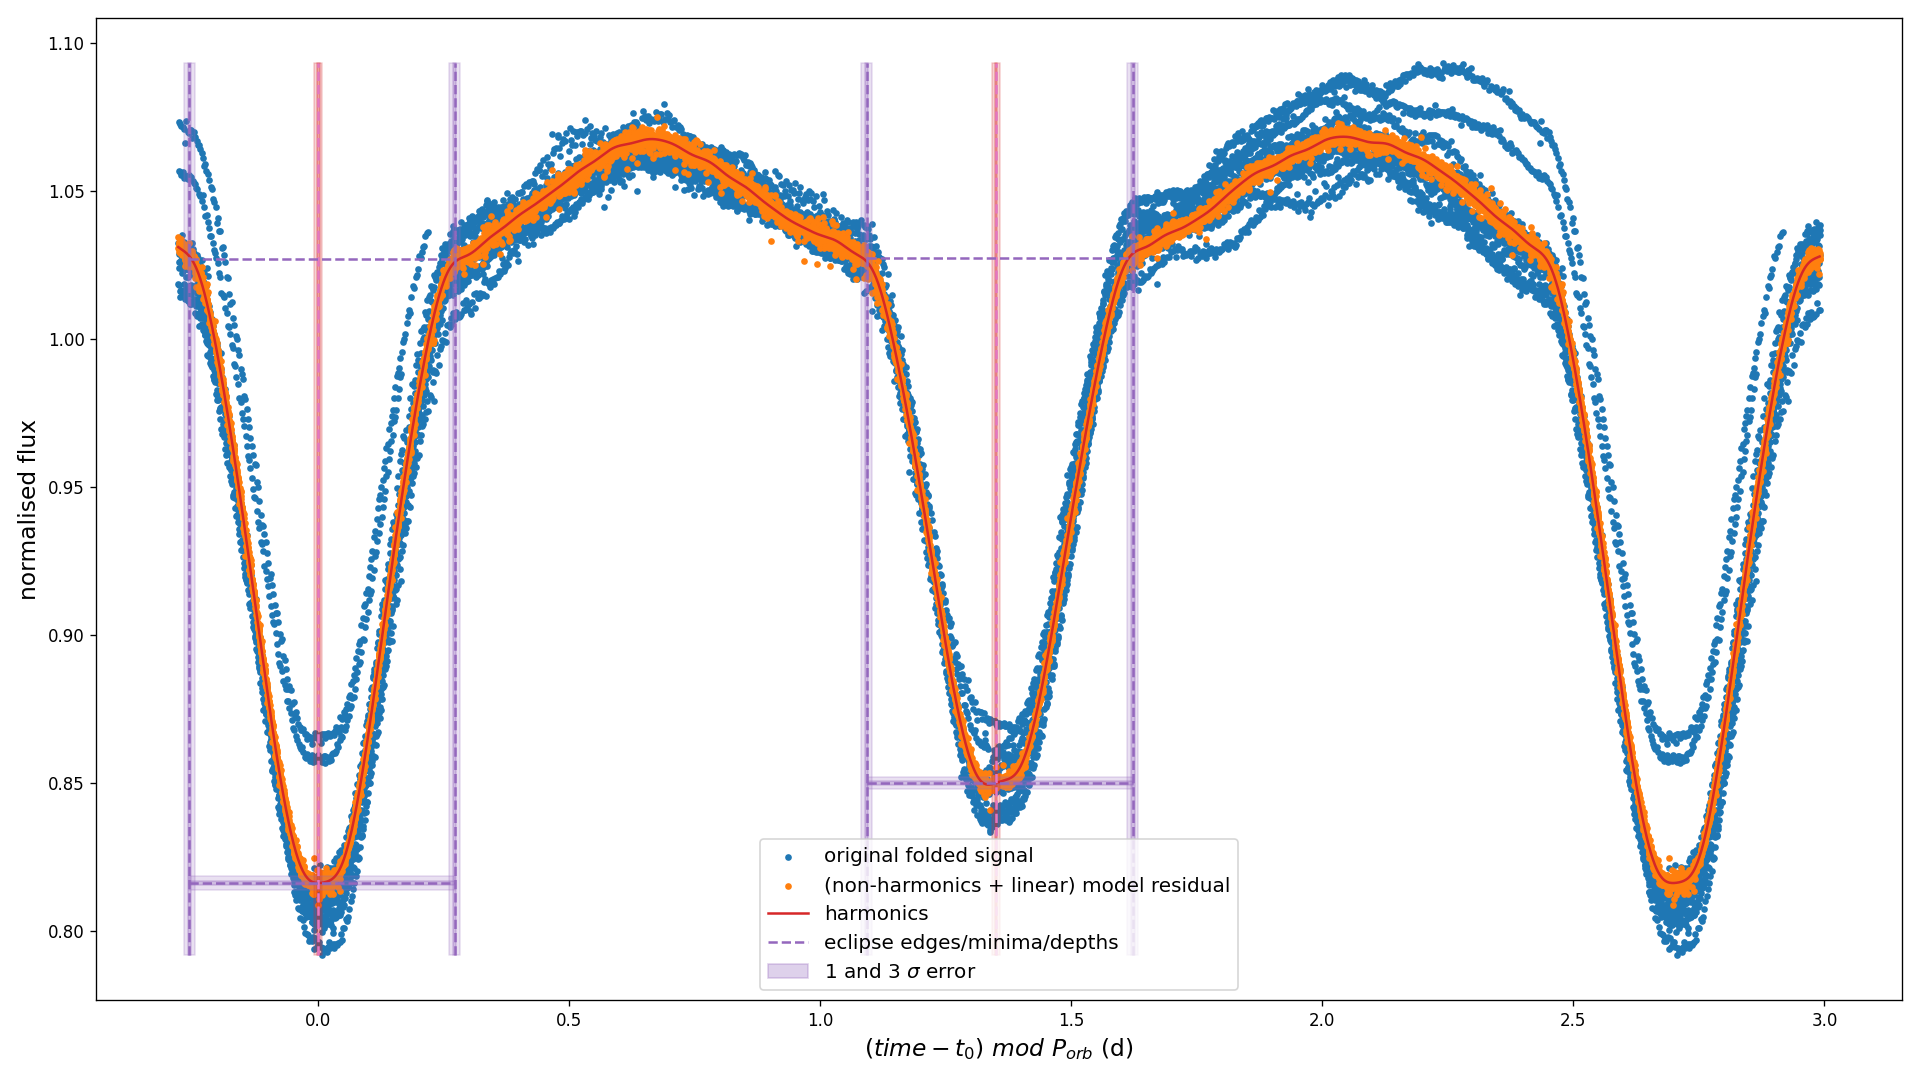 1.10
1.05
1.00
0.95
0.90
0.85
0.80
normalised flux
original folded signal
(non-harmonics + linear) model residual
harmonics
eclipse edges/minima/depths
1 and 3 σ error
0.0 0.5 1.0 1.5 2.0 2.5 3.0
(time − t₀) mod P_orb (d)